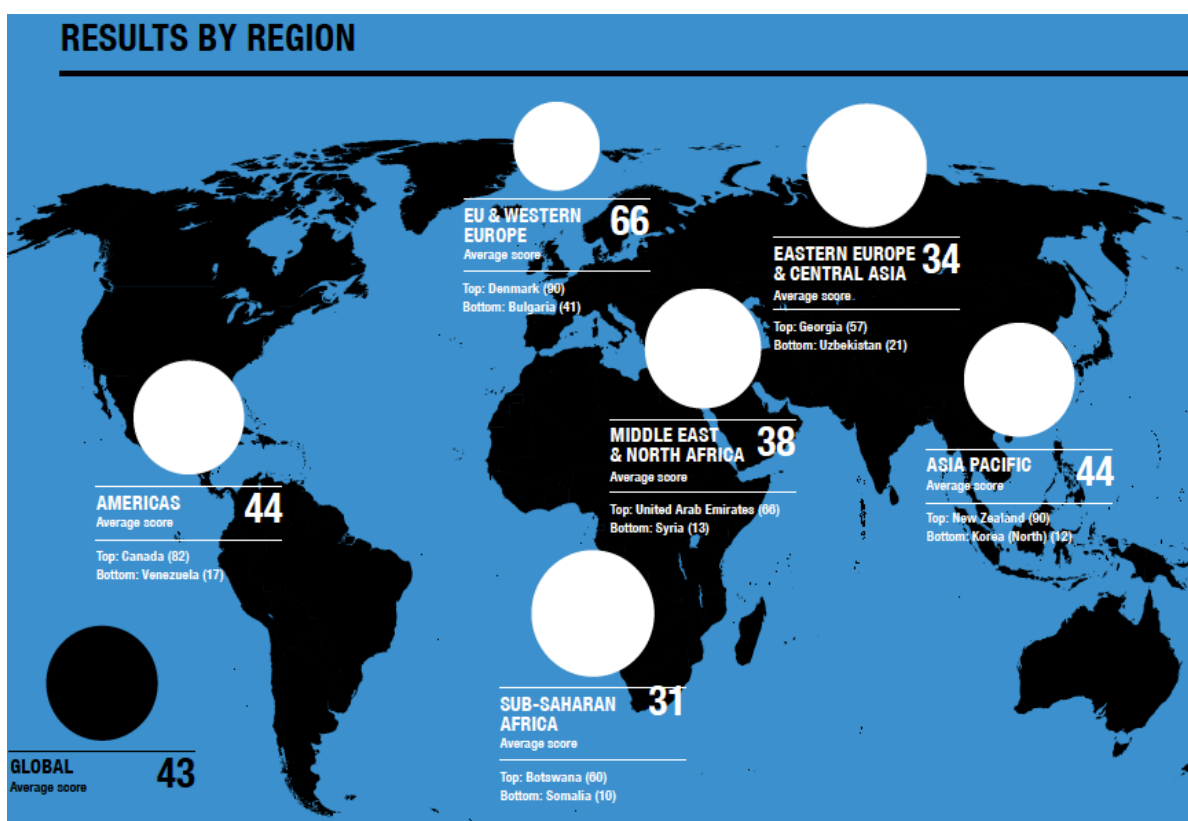 RESULTS BY REGION
EU & WESTERN
EUROPE
66
Average score
Top: Denmark (90)
Bottom: Bulgaria (41)
EASTERN EUROPE
& CENTRAL ASIA
34
Average score
Top: Georgia (57)
Bottom: Uzbekistan (21)
MIDDLE EAST
& NORTH AFRICA
38
Average score
Top: United Arab Emirates (66)
Bottom: Syria (13)
ASIA PACIFIC
44
Average score
Top: New Zealand (90)
Bottom: Korea (North) (12)
AMERICAS
44
Average score
Top: Canada (82)
Bottom: Venezuela (17)
SUB-SAHARAN
AFRICA
31
Average score
Top: Botswana (60)
Bottom: Somalia (10)
GLOBAL
43
Average score